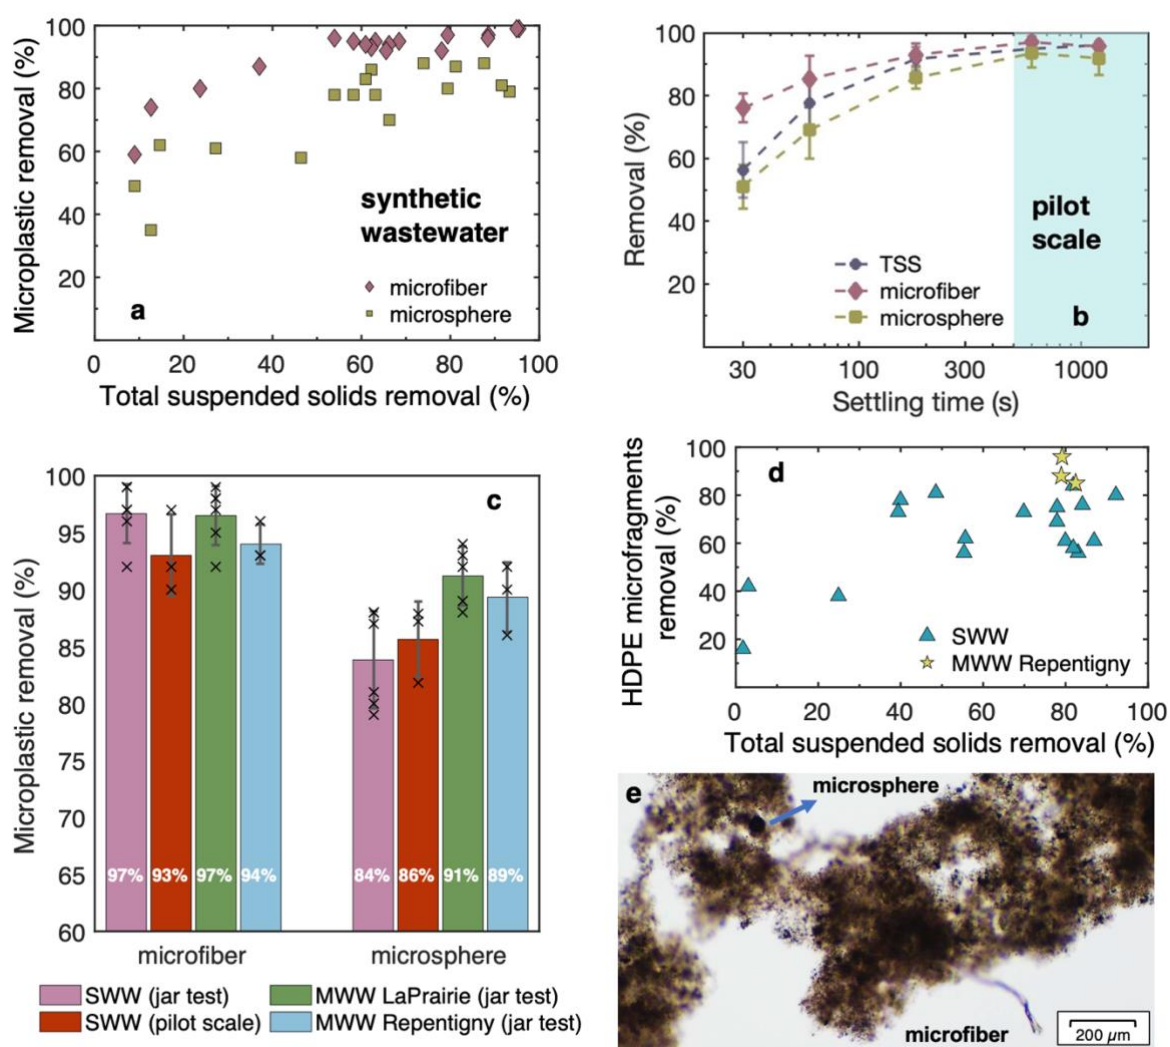 100
80
60
40
20
Microplastic removal (%)
synthetic
wastewater
microfiber
microsphere
a
0 20 40 60 80 100
Total suspended solids removal (%)
100
80
60
40
20
Removal (%)
pilot
scale
TSS
microfiber
microsphere
b
30 100 300 1000
Settling time (s)
100
95
90
85
80
75
70
65
60
Microplastic removal (%)
c
97% 93% 97% 94% 84% 86% 91% 89%
microfiber microsphere
SWW (jar test) MWW LaPrairie (jar test)
SWW (pilot scale) MWW Repentigny (jar test)
HDPE microfragments
removal (%)
100
80
60
40
20
d
SWW
MWW Repentigny
0 20 40 60 80 100
Total suspended solids removal (%)
e
microsphere
microfiber
200 μm